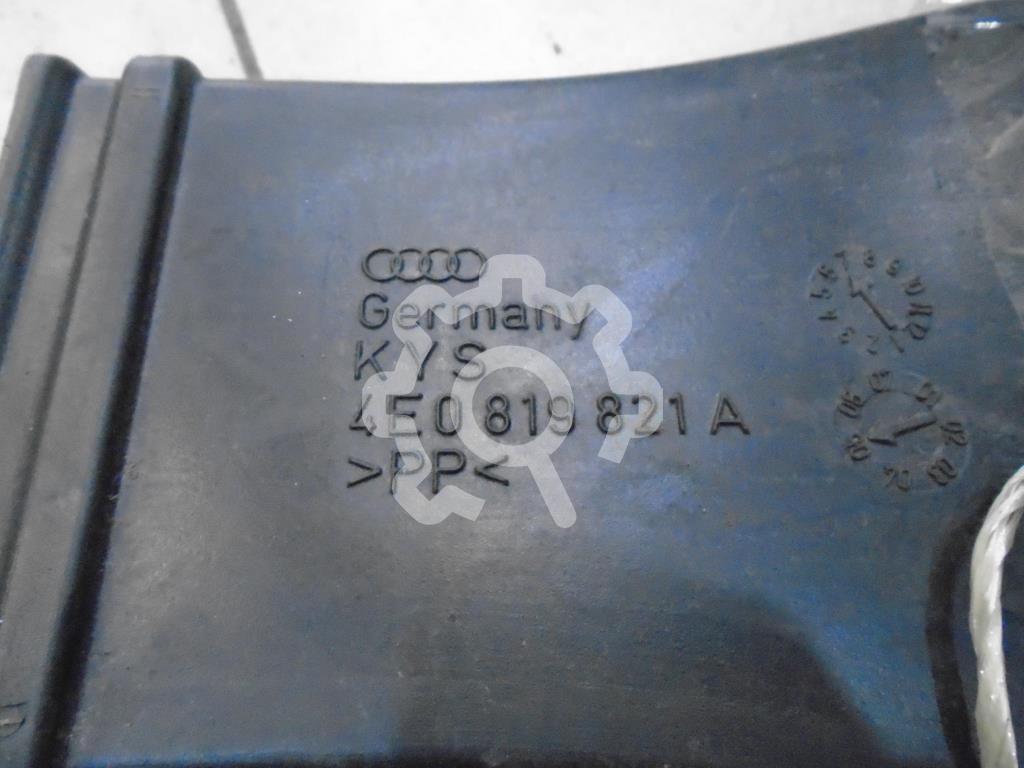 Germany
KYS
4E0 819 821 A
>PP<